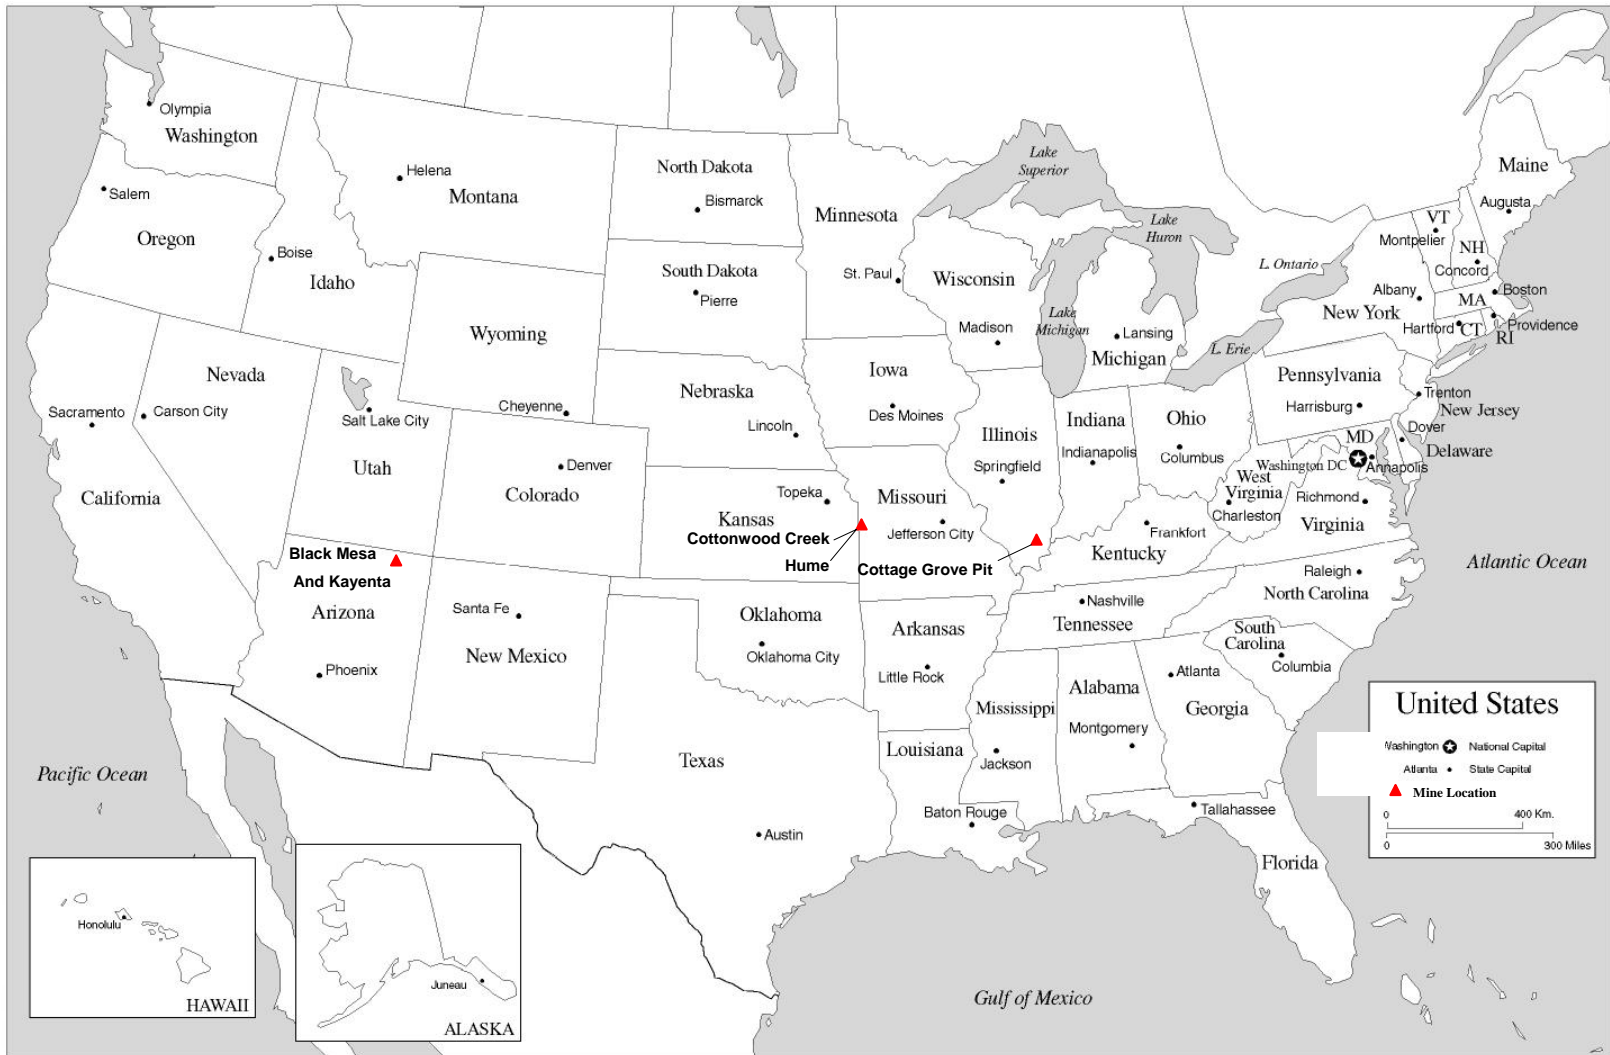 Olympia
Washington
Salem
Oregon
Helena
Montana
Boise
Idaho
North Dakota
Bismarck
South Dakota
Pierre
Minnesota
St. Paul
Wisconsin
Madison
Lake
Superior
Lake
Huron
Lake
Michigan
Lansing
Michigan
L. Ontario
L. Erie
Maine
Augusta
VT
Montpelier
NH
Concord
Albany
New York
MA
Boston
Hartford
CT
Providence
RI
Wyoming
Cheyenne
Nevada
Carson City
Sacramento
California
Salt Lake City
Utah
Denver
Colorado
Nebraska
Lincoln
Iowa
Des Moines
Illinois
Springfield
Indiana
Indianapolis
Ohio
Columbus
Pennsylvania
Harrisburg
Trenton
New Jersey
Dover
Delaware
MD
Washington DC
Annapolis
West
Virginia
Charleston
Richmond
Virginia
Topeka
Kansas
Missouri
Jefferson City
Cottonwood Creek
Hume
Cottage Grove Pit
Frankfort
Kentucky
Black Mesa
And Kayenta
Arizona
Phoenix
Santa Fe
New Mexico
Oklahoma
Oklahoma City
Arkansas
Little Rock
Nashville
Tennessee
Raleigh
North Carolina
South
Carolina
Columbia
Atlanta
Georgia
Alabama
Montgomery
Mississippi
Jackson
Louisiana
Baton Rouge
Texas
Austin
Tallahassee
Florida
Atlantic Ocean
Pacific Ocean
Gulf of Mexico
Honolulu
HAWAII
Juneau
ALASKA
United States
Washington National Capital
Atlanta State Capital
Mine Location
0 400 Km.
0 300 Miles